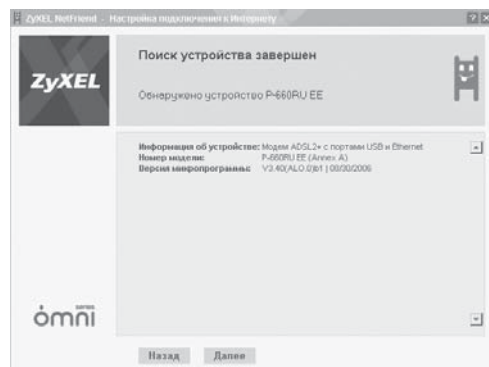 ZyXEL NetFriend - Настройка подключения к Интернету
ZyXEL
Поиск устройства завершен
Обнаружено устройство P-660RU EE
Информация об устройстве: Модем ADSL2+ с портами USB и Ethernet
Номер модели: P-660RU EE (Annex A)
Версия микропрограммы: V3.40(ALO.0)b1 | 08/30/2006
omni series
Назад Далее